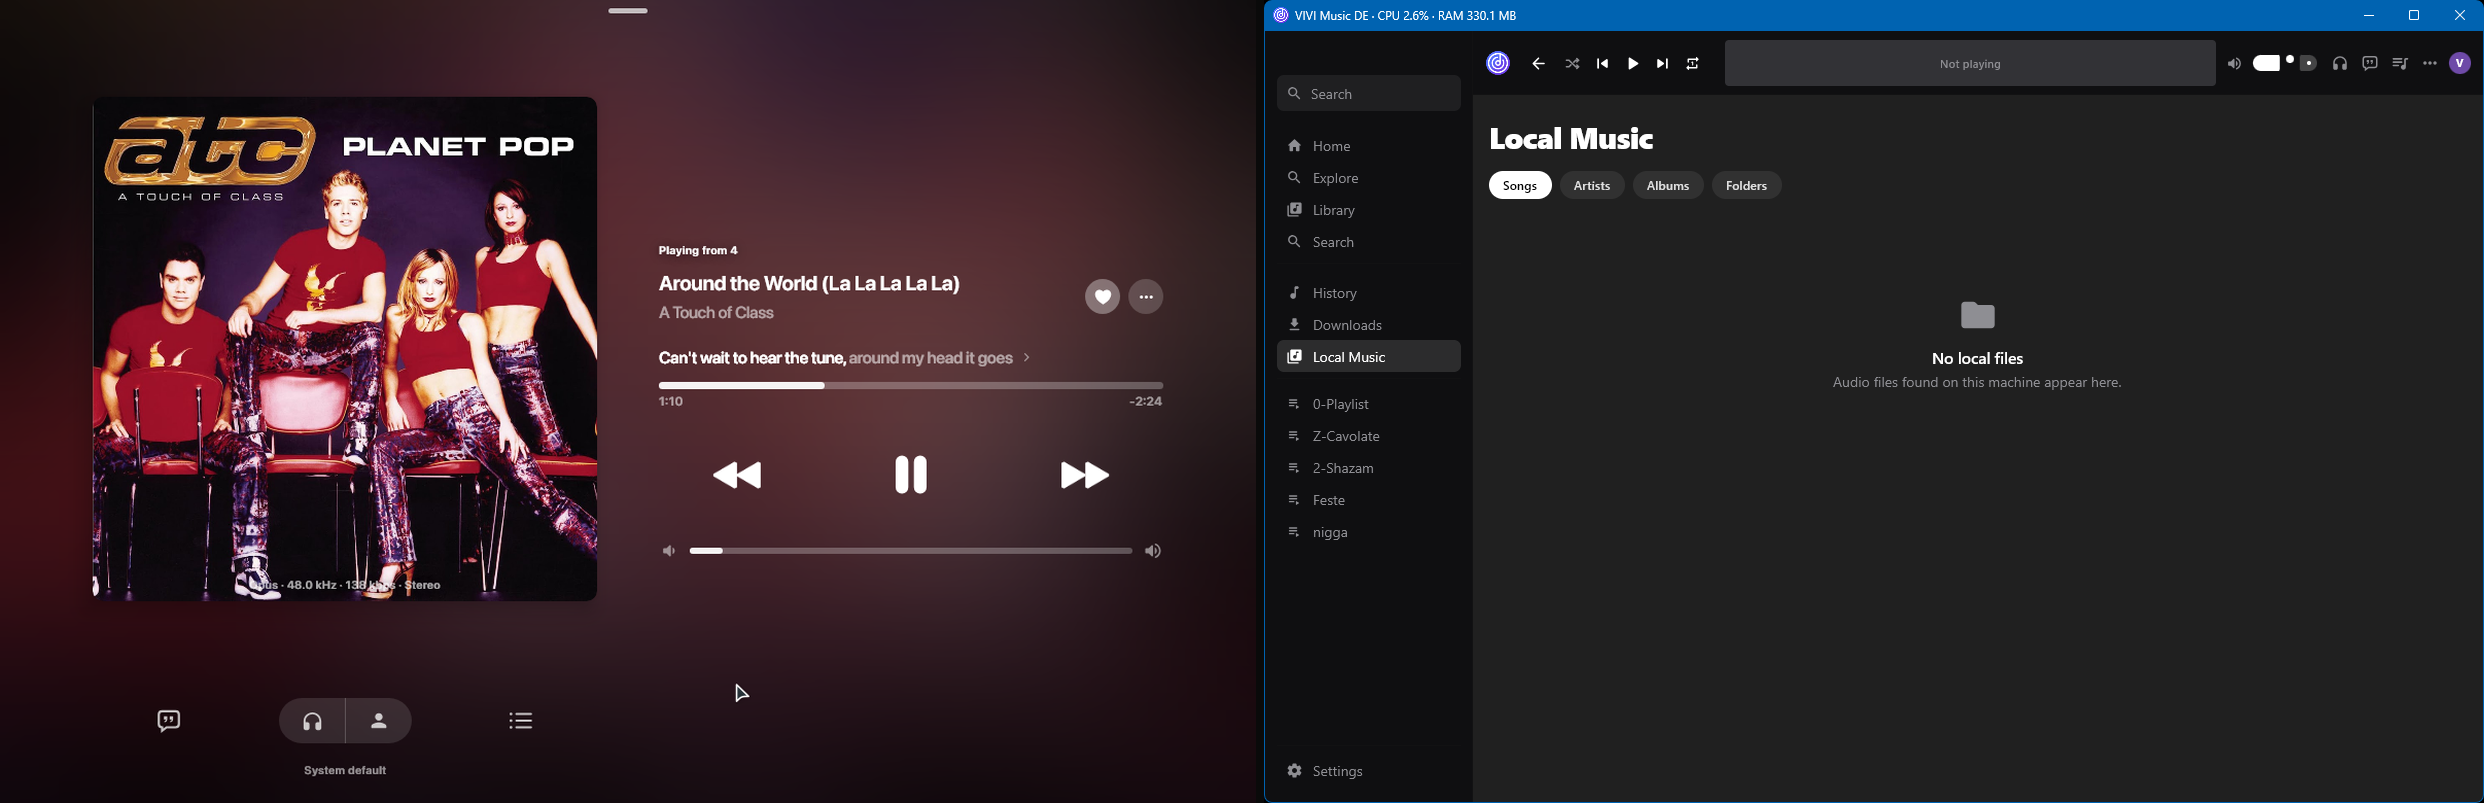 atc
PLANET POP
A TOUCH OF CLASS
Playing from 4
Around the World (La La La La La)
A Touch of Class
Can't wait to hear the tune, around my head it goes
1:10
-2:24
· 48.0 kHz · 138 · Stereo
System default
VIVI Music DE · CPU 2.6% · RAM 330.1 MB
Not playing
V
Search
Home
Explore
Library
Search
History
Downloads
Local Music
0-Playlist
Z-Cavolate
2-Shazam
Feste
nigga
Settings
Local Music
Songs
Artists
Albums
Folders
No local files
Audio files found on this machine appear here.